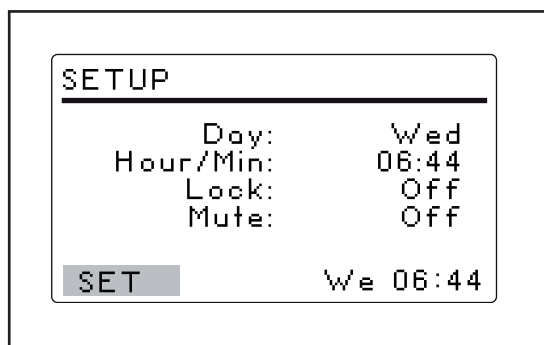 SETUP
Day: Wed
Hour/Min: 06:44
Lock: Off
Mute: Off
SET We 06:44